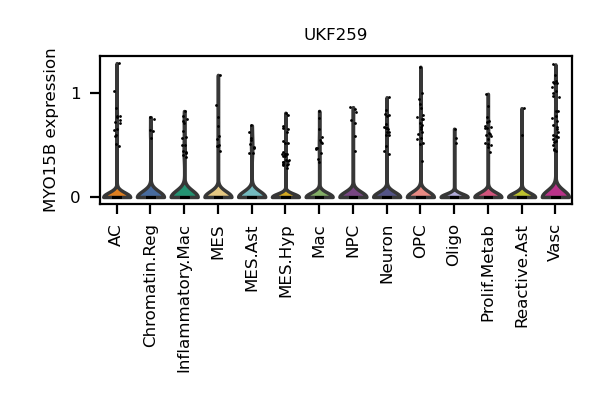 UKF259
MYO15B expression
1
0
AC
Chromatin.Reg
Inflammatory.Mac
MES
MES.Ast
MES.Hyp
Mac
NPC
Neuron
OPC
Oligo
Prolif.Metab
Reactive.Ast
Vasc